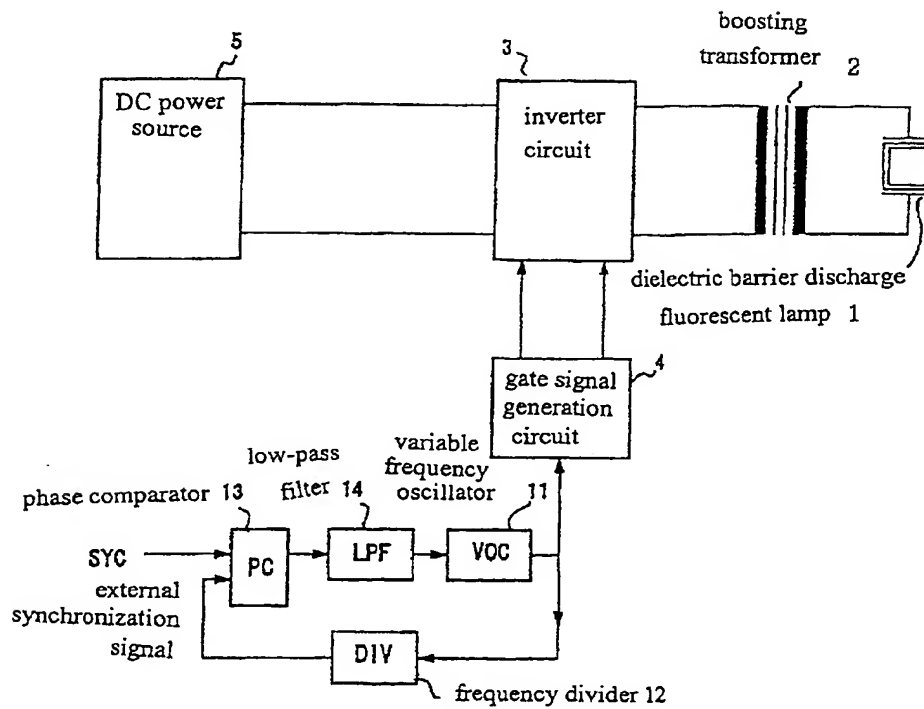 boosting
transformer 2
5
3
DC power
source
inverter
circuit
dielectric barrier discharge
fluorescent lamp 1
4
gate signal
generation
circuit
variable
frequency
oscillator 11
low-pass
filter 14
phase comparator 13
SYC
PC
LPF
VOC
external
synchronization
signal
DIV
frequency divider 12